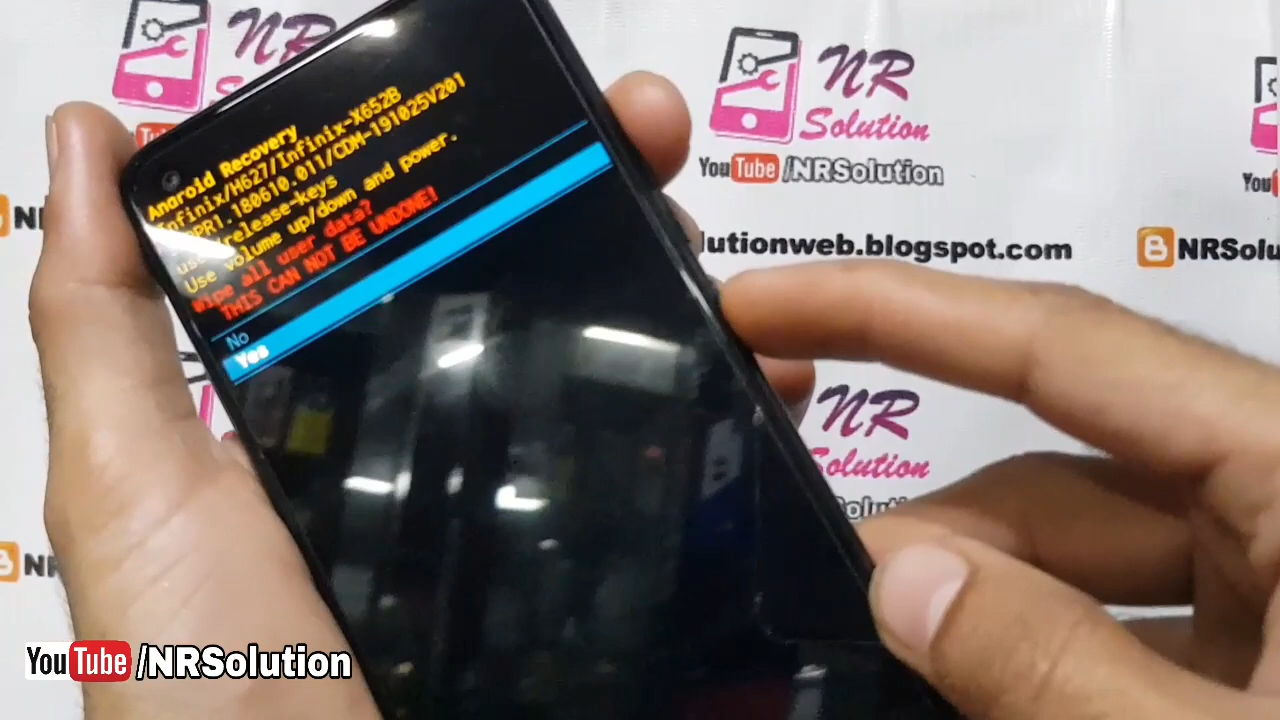 Android Recovery
Infinix/H627/Infinix-X652B
PPR1.180610.011/CDM-191025V201
release-keys
Use volume up/down and power.
Wipe all user data?
THIS CAN NOT BE UNDONE!
No
Yes
NR
Solution
YouTube/NRSolution
You
lutionweb.blogspot.com
NRSolu
NR
Solution
YouTube/NRSolution